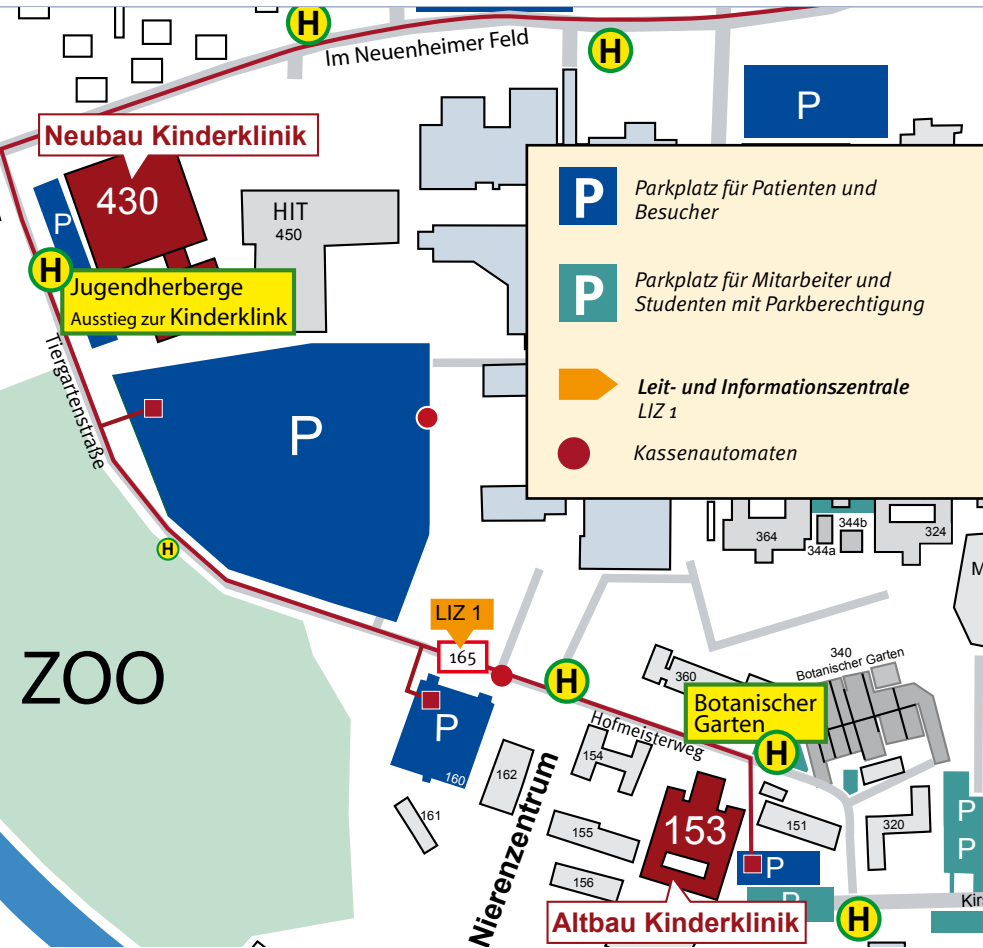 H
Im Neuenheimer Feld
H
P
Neubau Kinderklinik
430
P
HIT
450
H
Jugendherberge
Ausstieg zur Kinderklink
Tiergartenstraße
P
P
Parkplatz für Patienten und
Besucher
P
Parkplatz für Mitarbeiter und
Studenten mit Parkberechtigung
Leit- und Informationszentrale
LIZ 1
Kassenautomaten
364
344a
344b
324
M
H
LIZ 1
165
ZOO
H
360
340
Botanischer Garten
Botanischer
Garten
H
Hofmeisterweg
P
160
162
161
154
Nierenzentrum
155
156
153
151
320
P
P
P
P
Altbau Kinderklinik
H
Kirs